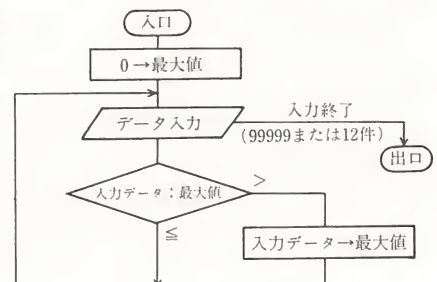 入口
0→最大値
データ入力
入力終了
(99999または12件)
出口
入力データ：最大値
>
≦
入力データ→最大値